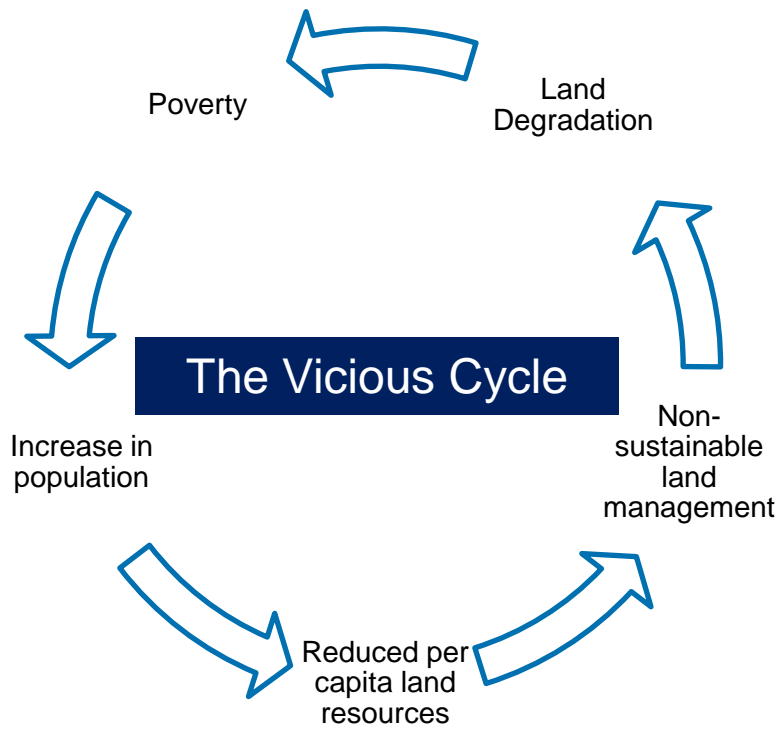 Poverty
Land
Degradation
The Vicious Cycle
Increase in
population
Non-
sustainable
land
management
Reduced per
capita land
resources